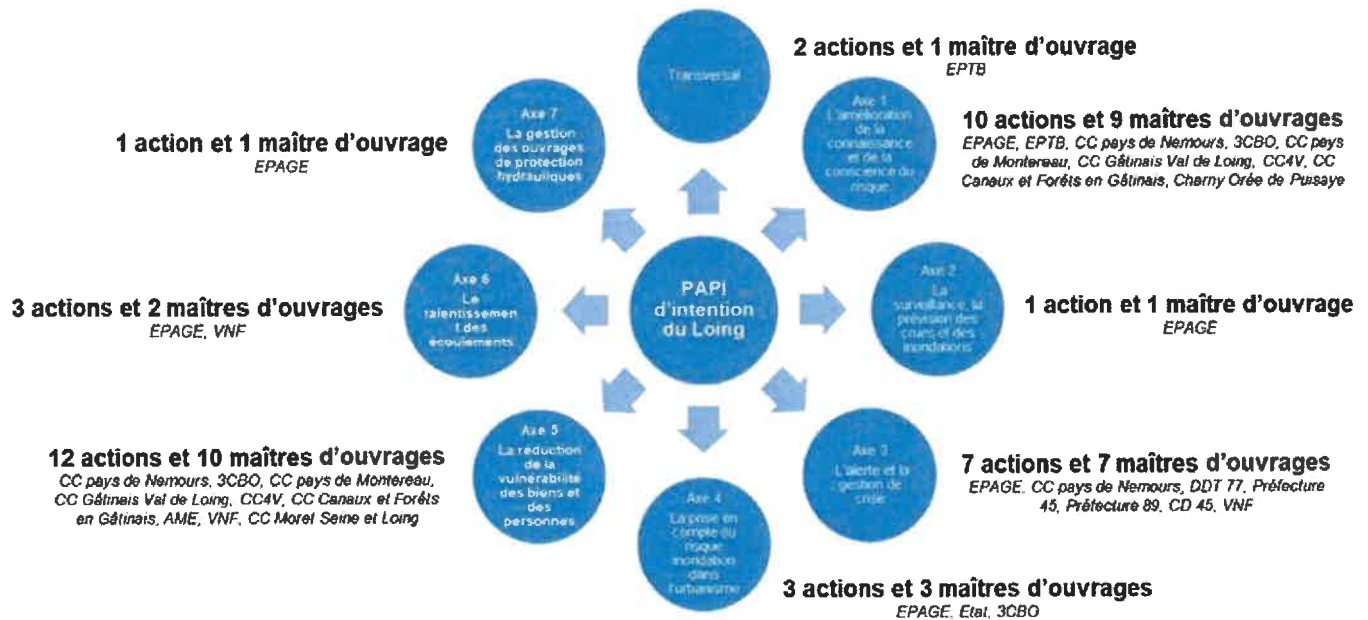 Transversal
2 actions et 1 maître d'ouvrage
EPTB
Axe 1
L'amélioration
de la
connaissance
et de la
conscience du
risque
10 actions et 9 maîtres d'ouvrages
EPAGE, EPTB, CC pays de Nemours, 3CBO, CC pays
de Montereau, CC Gâtinais Val de Loing, CC4V, CC
Canaux et Forêts en Gâtinais, Charny Orée de Puisaye
Axe 2
La
surveillance, la
prévision des
crues et des
inondations
1 action et 1 maître d'ouvrage
EPAGE
Axe 3
L'alerte et la
gestion de
crise
7 actions et 7 maîtres d'ouvrages
EPAGE, CC pays de Nemours, DDT 77, Préfecture
45, Préfecture 89, CD 45, VNF
Axe 4
La prise en
compte du
risque
inondation
dans
l'urbanisme
3 actions et 3 maîtres d'ouvrages
EPAGE, Etat, 3CBO
Axe 5
La réduction
de la
vulnérabilité
des biens et
des
personnes
12 actions et 10 maîtres d'ouvrages
CC pays de Nemours, 3CBO, CC pays de Montereau,
CC Gâtinais Val de Loing, CC4V, CC Canaux et Forêts
en Gâtinais, AME, VNF, CC Moret Seine et Loing
Axe 6
Le
ralentissemen
t des
écoulements
3 actions et 2 maîtres d'ouvrages
EPAGE, VNF
Axe 7
La gestion
des ouvrages
de protection
hydrauliques
1 action et 1 maître d'ouvrage
EPAGE
PAPI
d'intention
du Loing